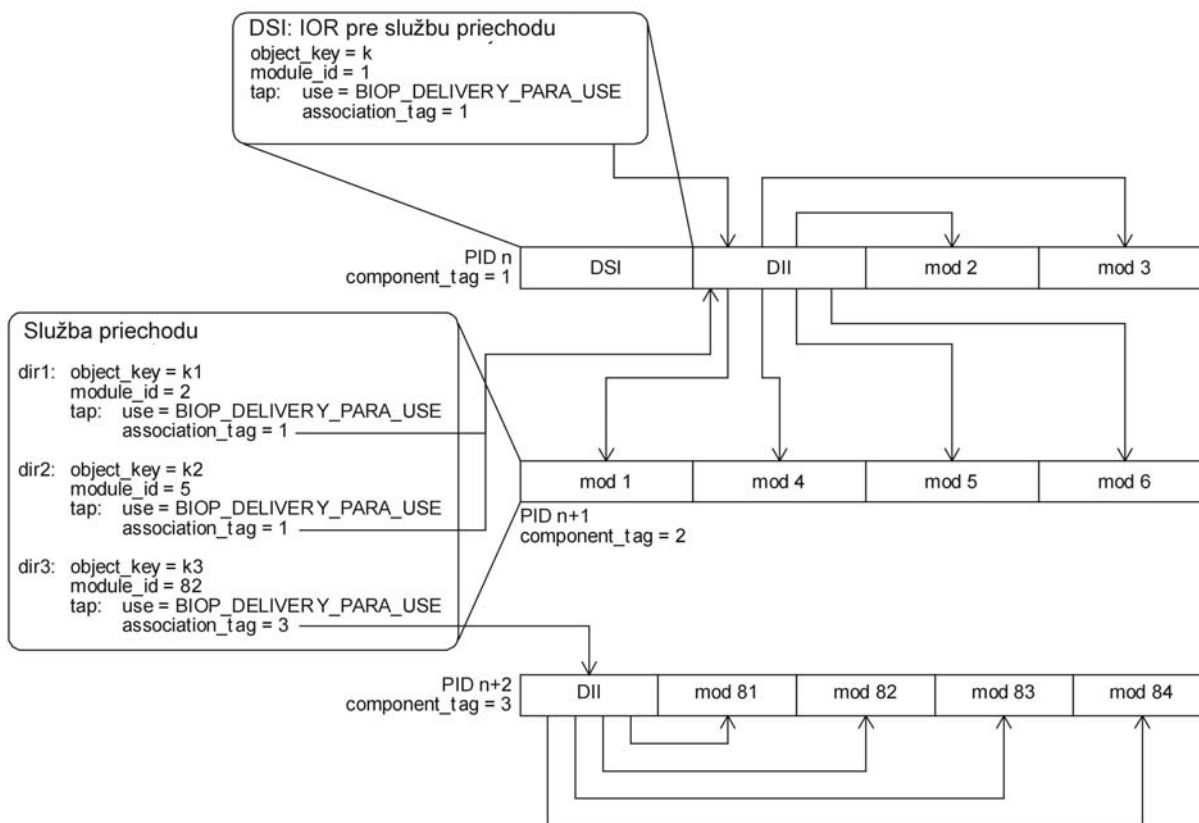 DSI: IOR pre službu priechodu
object_key = k
module_id = 1
tap: use = BIOP_DELIVERY_PARA_USE
association_tag = 1
PID n
component_tag = 1
DSI
DII
mod 2
mod 3
Služba priechodu
dir1: object_key = k1
module_id = 2
tap: use = BIOP_DELIVERY_PARA_USE
association_tag = 1
dir2: object_key = k2
module_id = 5
tap: use = BIOP_DELIVERY_PARA_USE
association_tag = 1
dir3: object_key = k3
module_id = 82
tap: use = BIOP_DELIVERY_PARA_USE
association_tag = 3
mod 1
mod 4
mod 5
mod 6
PID n+1
component_tag = 2
PID n+2
component_tag = 3
DII
mod 81
mod 82
mod 83
mod 84